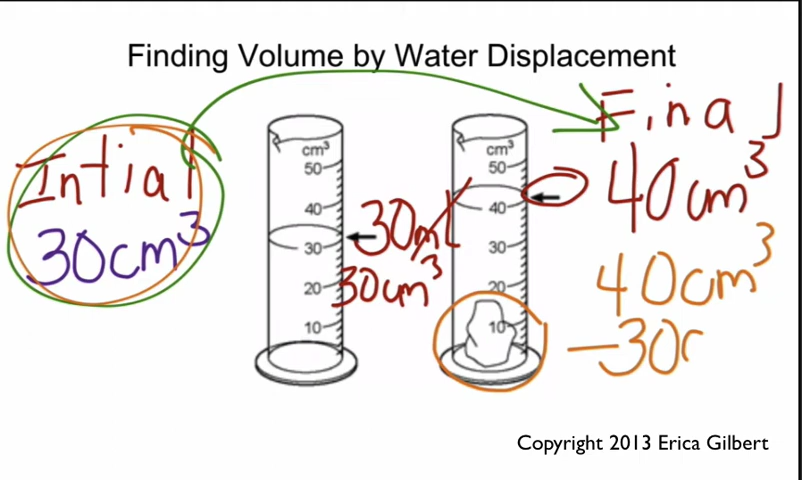 Finding Volume by Water Displacement
Intial
30cm³
cm³
50
40
30
20
10
30ml
30cm³
cm³
50
40
30
20
10
Final
40cm³
40cm³
-30c
Copyright 2013 Erica Gilbert